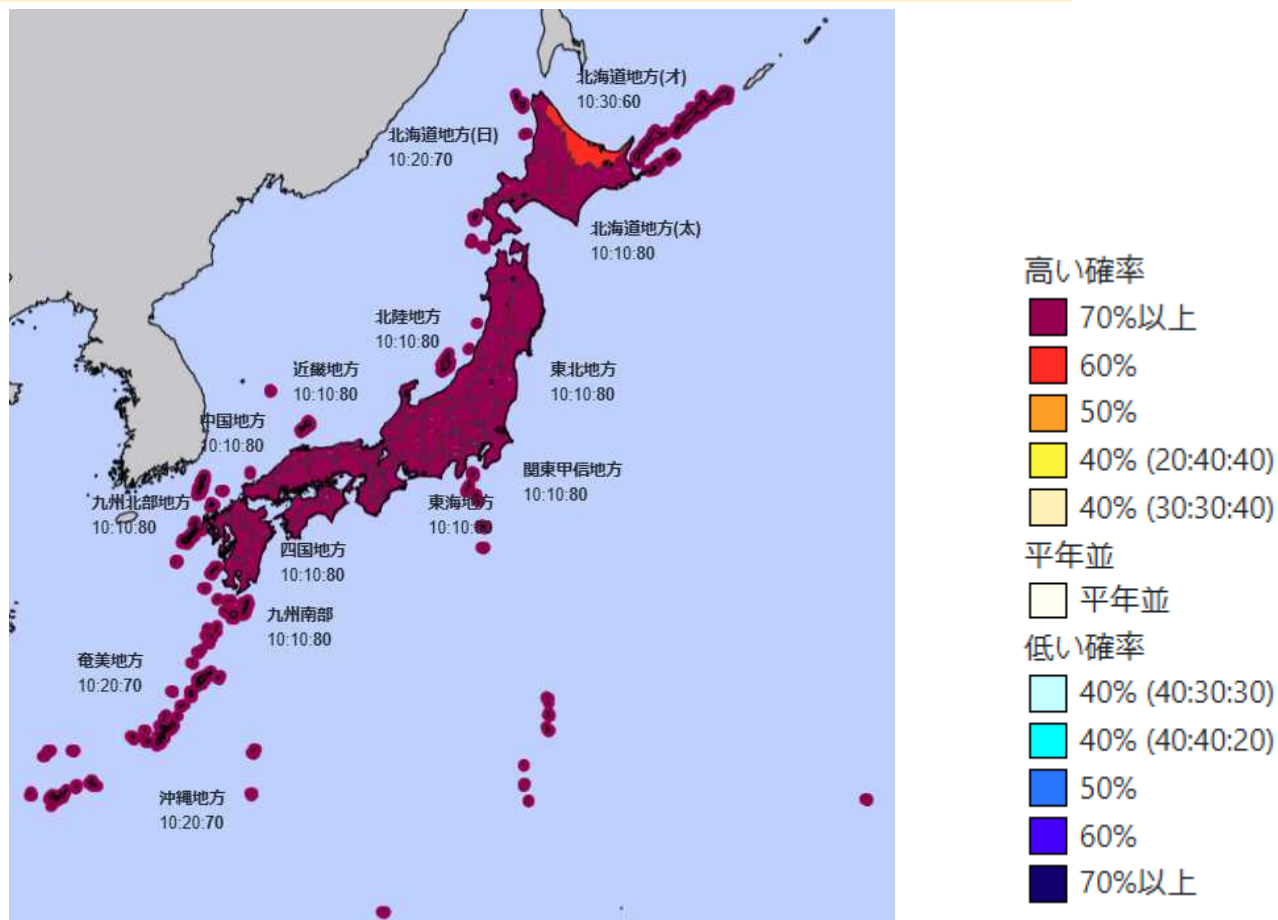 北海道地方(オ)
10:30:60
北海道地方(日)
10:20:70
北海道地方(太)
10:10:80
北陸地方
10:10:80
近畿地方
10:10:80
東北地方
10:10:80
中国地方
10:10:80
関東甲信地方
10:10:80
九州北部地方
10:10:80
東海地方
10:10:80
四国地方
10:10:80
九州南部
10:10:80
奄美地方
10:20:70
沖縄地方
10:20:70
高い確率
70%以上
60%
50%
40% (20:40:40)
40% (30:30:40)
平年並
平年並
低い確率
40% (40:30:30)
40% (40:40:20)
50%
60%
70%以上